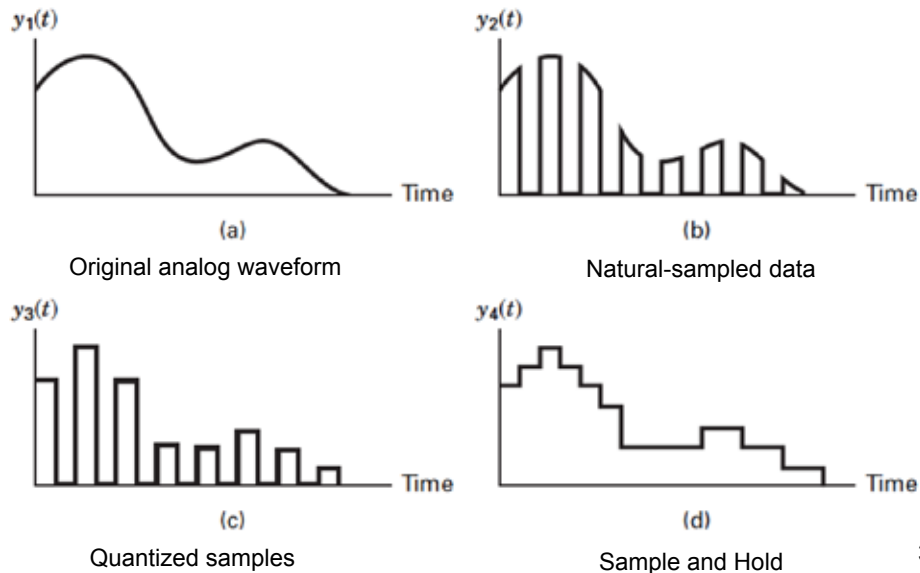 y₁(t)
Time
(a)
Original analog waveform
y₂(t)
Time
(b)
Natural-sampled data
y₃(t)
Time
(c)
Quantized samples
y₄(t)
Time
(d)
Sample and Hold